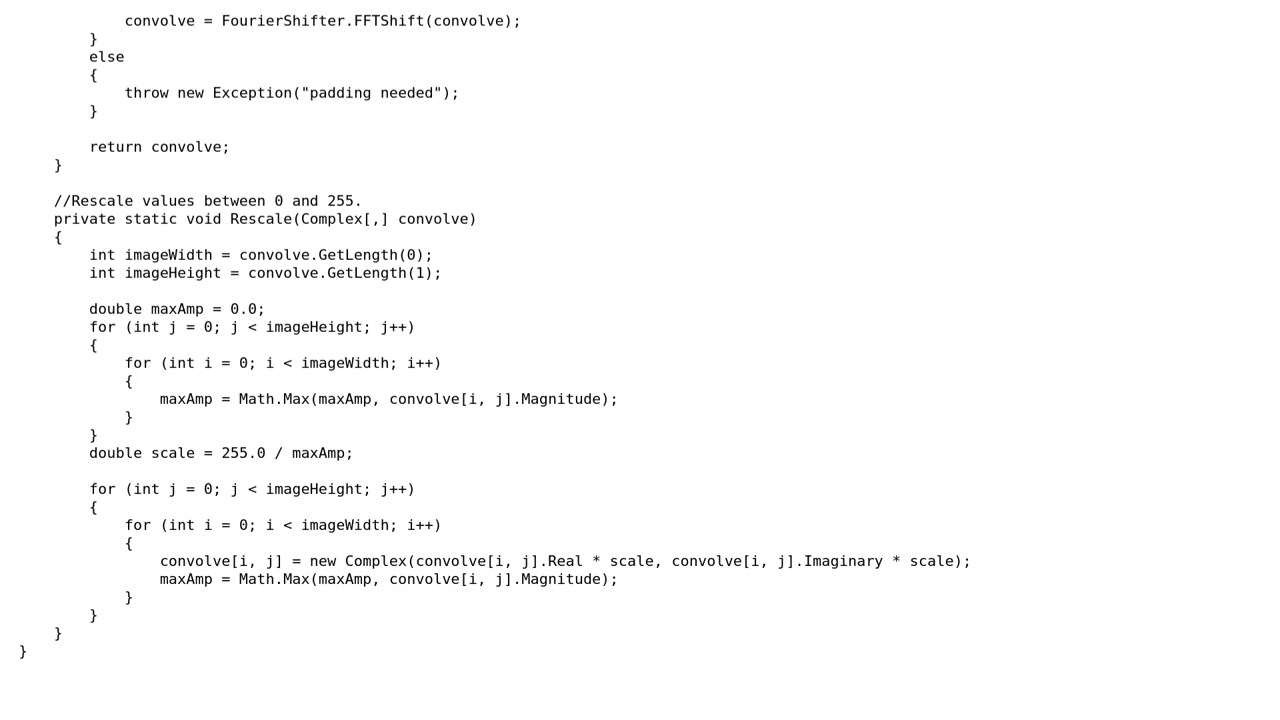 convolve = FourierShifter.FFTShift(convolve);
        }
        else
        {
            throw new Exception("padding needed");
        }

        return convolve;
    }

    //Rescale values between 0 and 255.
    private static void Rescale(Complex[,] convolve)
    {
        int imageWidth = convolve.GetLength(0);
        int imageHeight = convolve.GetLength(1);

        double maxAmp = 0.0;
        for (int j = 0; j < imageHeight; j++)
        {
            for (int i = 0; i < imageWidth; i++)
            {
                maxAmp = Math.Max(maxAmp, convolve[i, j].Magnitude);
            }
        }
        double scale = 255.0 / maxAmp;

        for (int j = 0; j < imageHeight; j++)
        {
            for (int i = 0; i < imageWidth; i++)
            {
                convolve[i, j] = new Complex(convolve[i, j].Real * scale, convolve[i, j].Imaginary * scale);
                maxAmp = Math.Max(maxAmp, convolve[i, j].Magnitude);
            }
        }
    }
}